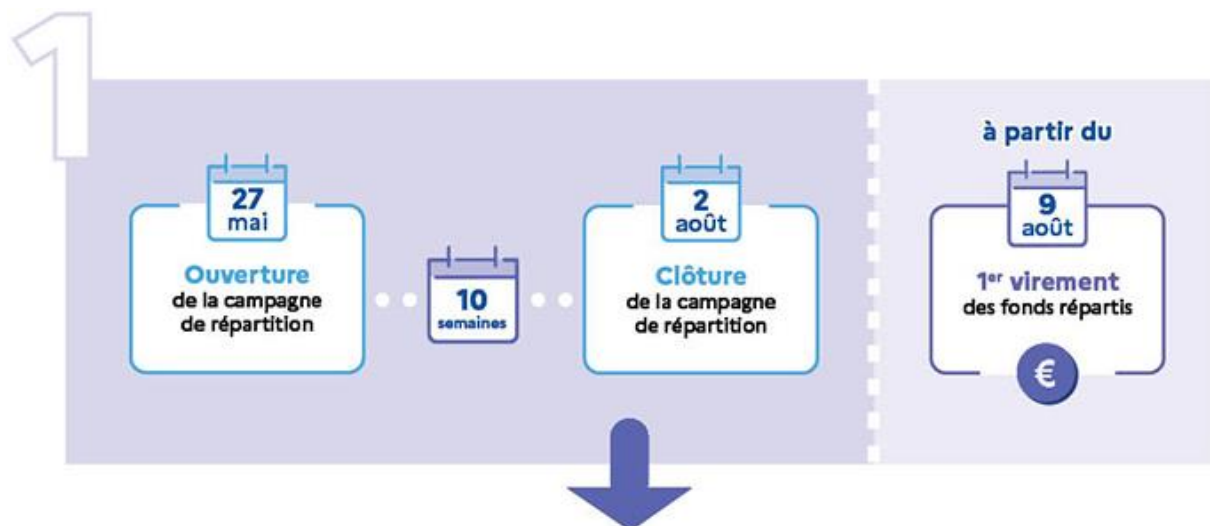 1
27
mai
Ouverture
de la campagne
de répartition
10
semaines
2
août
Clôture
de la campagne
de répartition
à partir du
9
août
1er virement
des fonds répartis
€